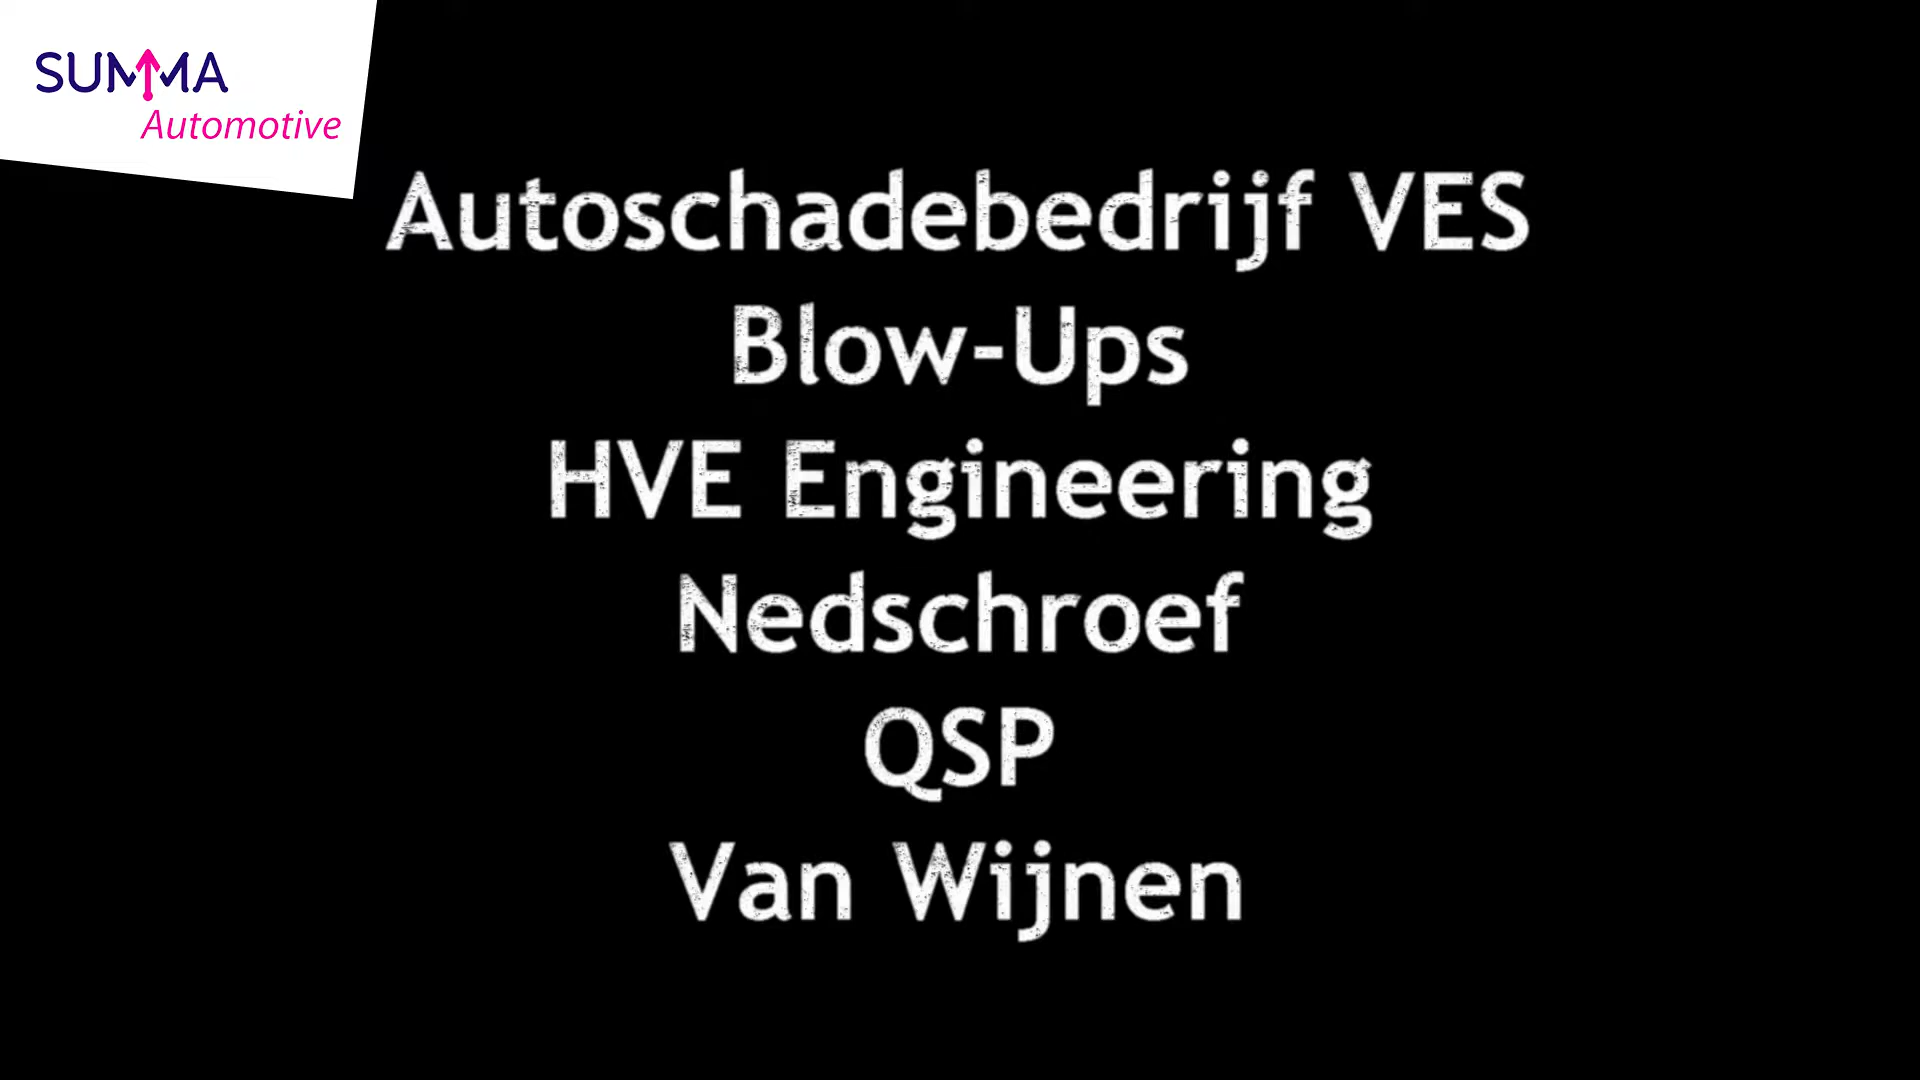 SUMMA
Automotive
Autoschadebedrijf VES
Blow-Ups
HVE Engineering
Nedschroef
QSP
Van Wijnen